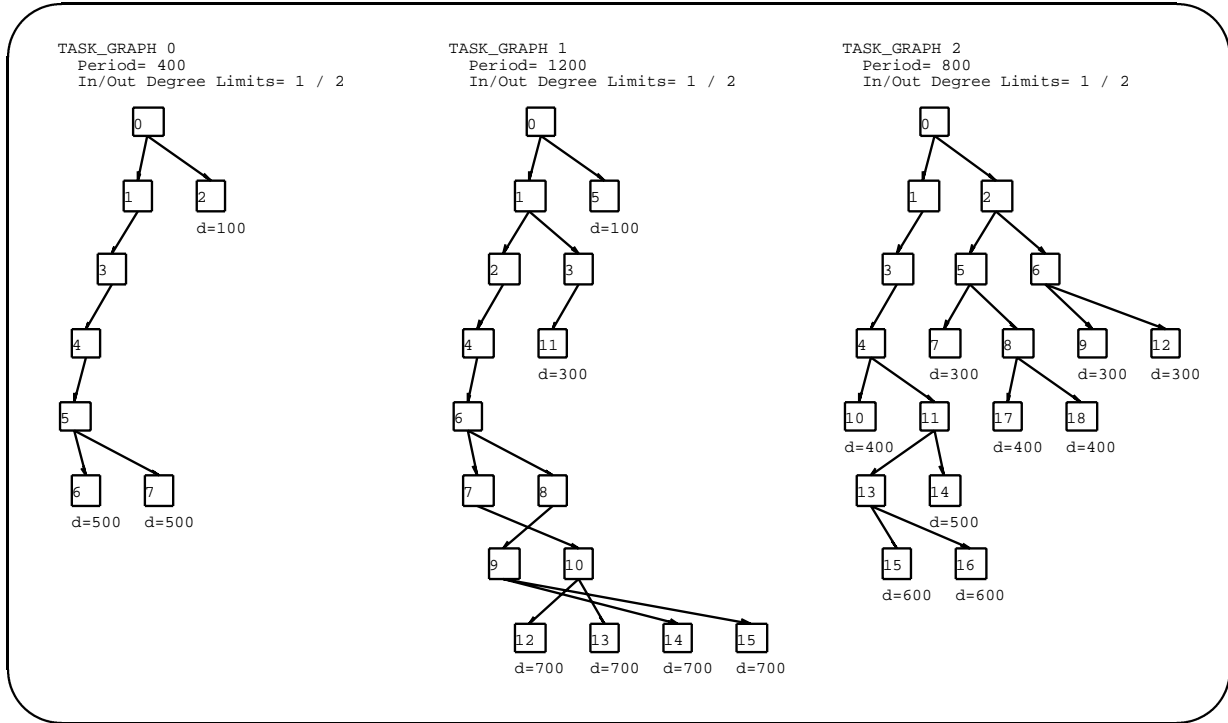 TASK_GRAPH 0
Period= 400
In/Out Degree Limits= 1 / 2
0
1
2
d=100
3
4
5
6
7
d=500
d=500
TASK_GRAPH 1
Period= 1200
In/Out Degree Limits= 1 / 2
0
1
5
d=100
2
3
4
11
d=300
6
7
8
9
10
12
13
14
15
d=700
d=700
d=700
d=700
TASK_GRAPH 2
Period= 800
In/Out Degree Limits= 1 / 2
0
1
2
3
5
6
4
7
8
9
12
d=300
d=300
d=300
10
11
17
18
d=400
d=400
d=400
13
14
d=500
15
16
d=600
d=600